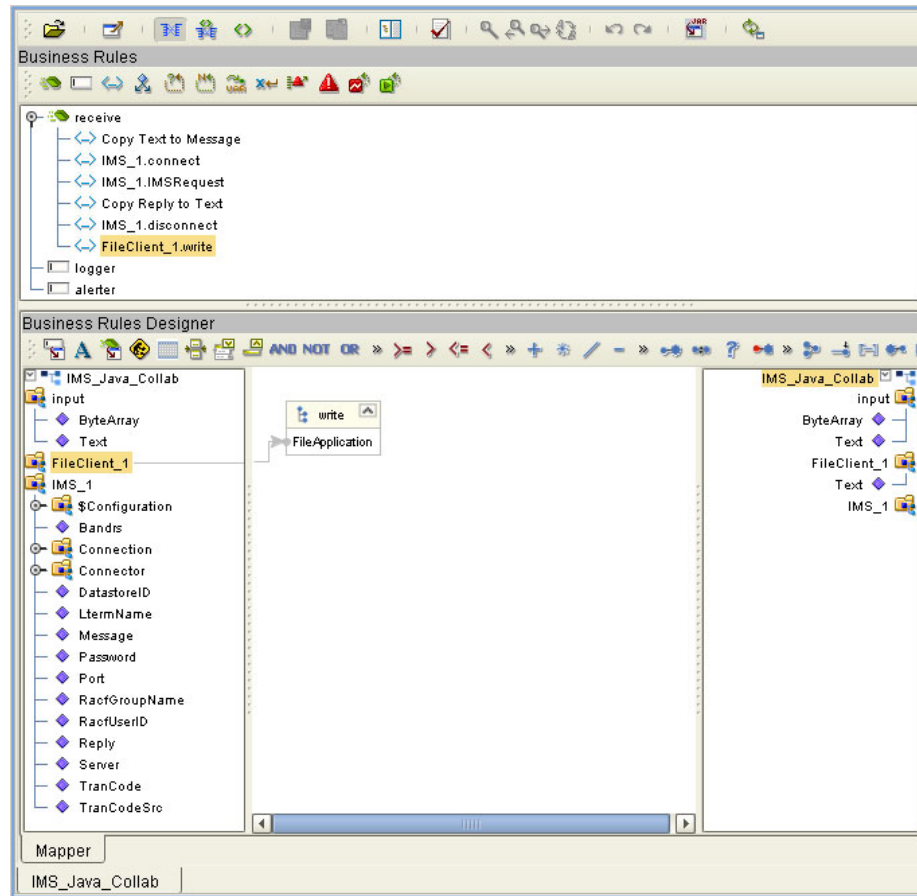 JAR
Business Rules
receive
Copy Text to Message
IMS_1.connect
IMS_1.IMSRequest
Copy Reply to Text
IMS_1.disconnect
FileClient_1.write
logger
alerter
Business Rules Designer
A AND NOT OR » >= > <= < » + * / - » ? »
IMS_Java_Collab
input
ByteArray
Text
FileClient_1
IMS_1
$Configuration
Bandrs
Connection
Connector
DatastoreID
LtermName
Message
Password
Port
RacfGroupName
RacfUserID
Reply
Server
TranCode
TranCodeSrc
write
FileApplication
IMS_Java_Collab
input
ByteArray
Text
FileClient_1
Text
IMS_1
Mapper
IMS_Java_Collab